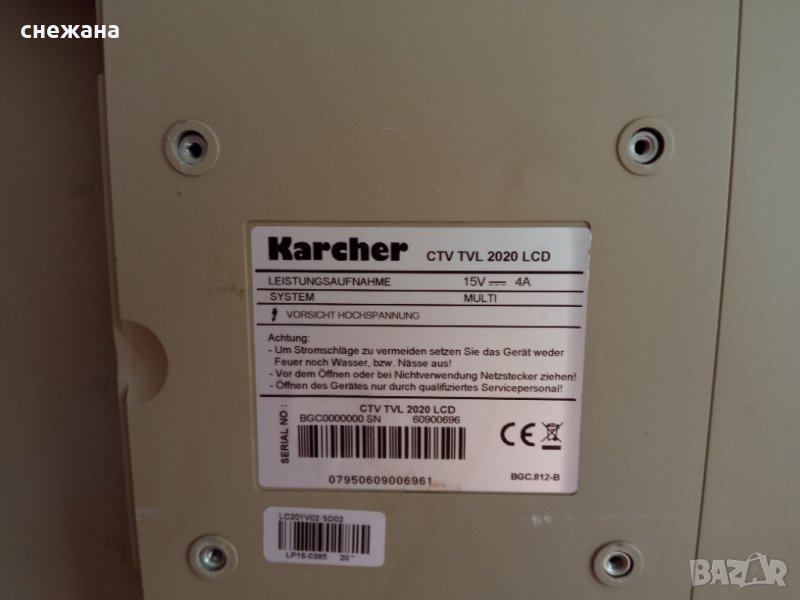 снежана
Karcher CTV TVL 2020 LCD
LEISTUNGSAUFNAHME 15V 4A
SYSTEM MULTI
VORSICHT HOCHSPANNUNG
Achtung:
- Um Stromschläge zu vermeiden setzen Sie das Gerät weder
Feuer noch Wasser, bzw. Nässe aus!
- Vor dem Öffnen oder bei Nichtverwendung Netzstecker ziehen!
- Öffnen des Gerätes nur durch qualifiziertes Servicepersonal!
SERIAL NO :
CTV TVL 2020 LCD
BGC0000000 SN 60900696
CE
07950609006961
BGC.812-B
LC201V02-SD02
LP16-0385 20"
BAZAR